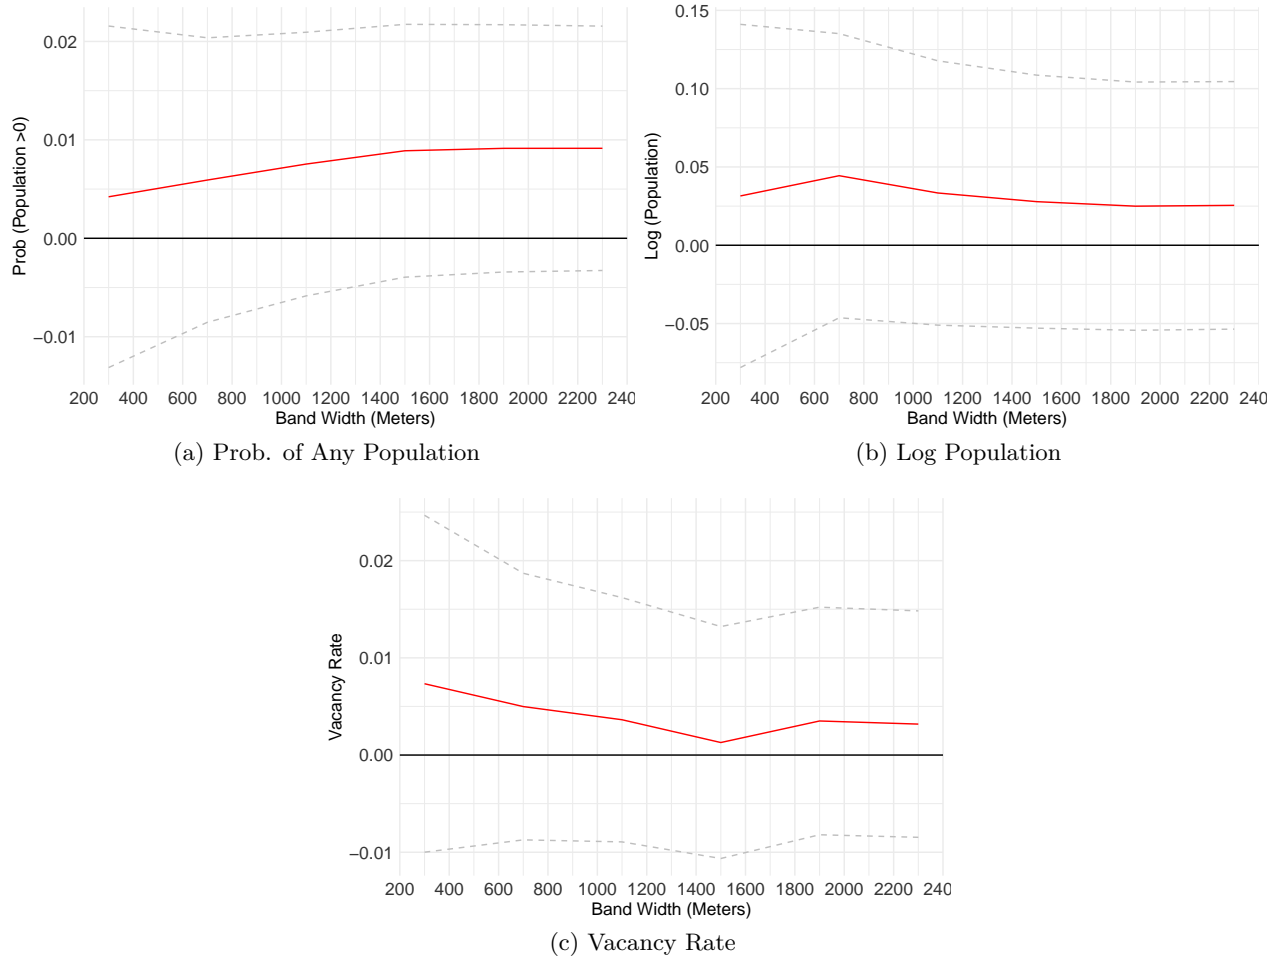 0.02
0.01
0.00
−0.01
Prob (Population >0)
200 400 600 800 1000 1200 1400 1600 1800 2000 2200 240
Band Width (Meters)
(a) Prob. of Any Population
0.15
0.10
0.05
0.00
−0.05
Log (Population)
200 400 600 800 1000 1200 1400 1600 1800 2000 2200 240
Band Width (Meters)
(b) Log Population
0.02
0.01
0.00
−0.01
Vacancy Rate
200 400 600 800 1000 1200 1400 1600 1800 2000 2200 240
Band Width (Meters)
(c) Vacancy Rate